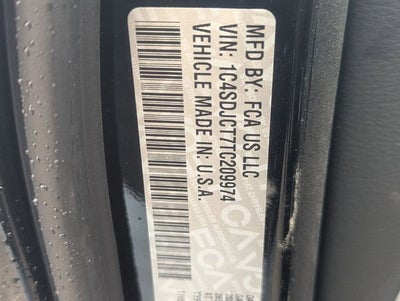 MFD BY: FCA US LLC
VIN: 1C4SDJCT7TC209974
VEHICLE MADE IN: U.S.A.